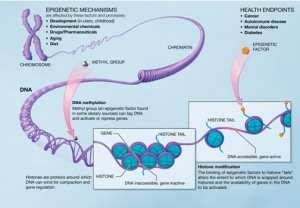 EPIGENETIC MECHANISMS
are affected by these factors and processes:
• Development (in utero, childhood)
• Environmental chemicals
• Drugs/Pharmaceuticals
• Aging
• Diet
HEALTH ENDPOINTS
• Cancer
• Autoimmune disease
• Mental disorders
• Diabetes
EPIGENETIC
FACTOR
CHROMATIN
CHROMOSOME
METHYL GROUP
DNA
DNA methylation
Methyl group (an epigenetic factor found
in some dietary sources) can tag DNA
and activate or repress genes.
HISTONE TAIL
GENE
HISTONE TAIL
DNA accessible, gene active
HISTONE
DNA inaccessible, gene inactive
Histones are proteins around which
DNA can wind for compaction and
gene regulation.
Histone modification
The binding of epigenetic factors to histone "tails"
alters the extent to which DNA is wrapped around
histones and the availability of genes in the DNA
to be activated.